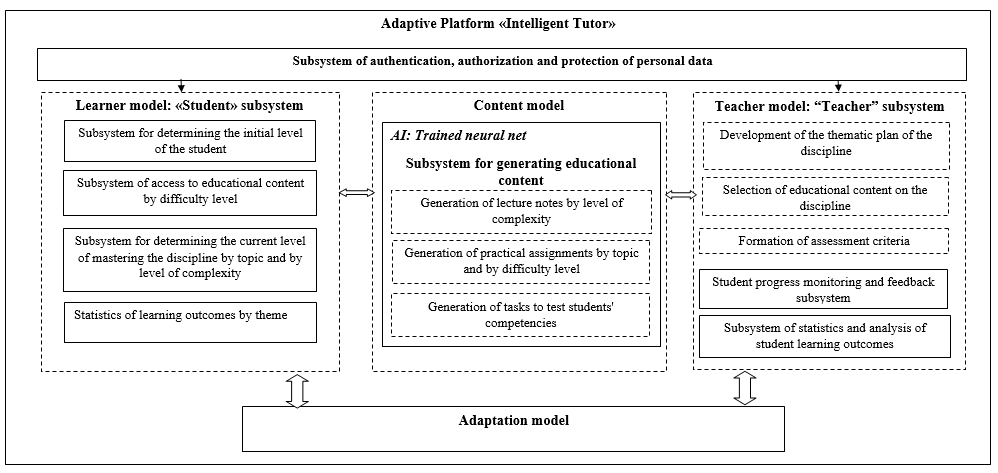 Adaptive Platform «Intelligent Tutor»
Subsystem of authentication, authorization and protection of personal data
Learner model: «Student» subsystem
Subsystem for determining the initial level
of the student
Subsystem of access to educational content
by difficulty level
Subsystem for determining the current level
of mastering the discipline by topic and by
level of complexity
Statistics of learning outcomes by theme
Content model
AI: Trained neural net
Subsystem for generating educational
content
Generation of lecture notes by level of
complexity
Generation of practical assignments by topic
and by difficulty level
Generation of tasks to test students'
competencies
Teacher model: “Teacher” subsystem
Development of the thematic plan of the
discipline
Selection of educational content on the
discipline
Formation of assessment criteria
Student progress monitoring and feedback
subsystem
Subsystem of statistics and analysis of
student learning outcomes
Adaptation model